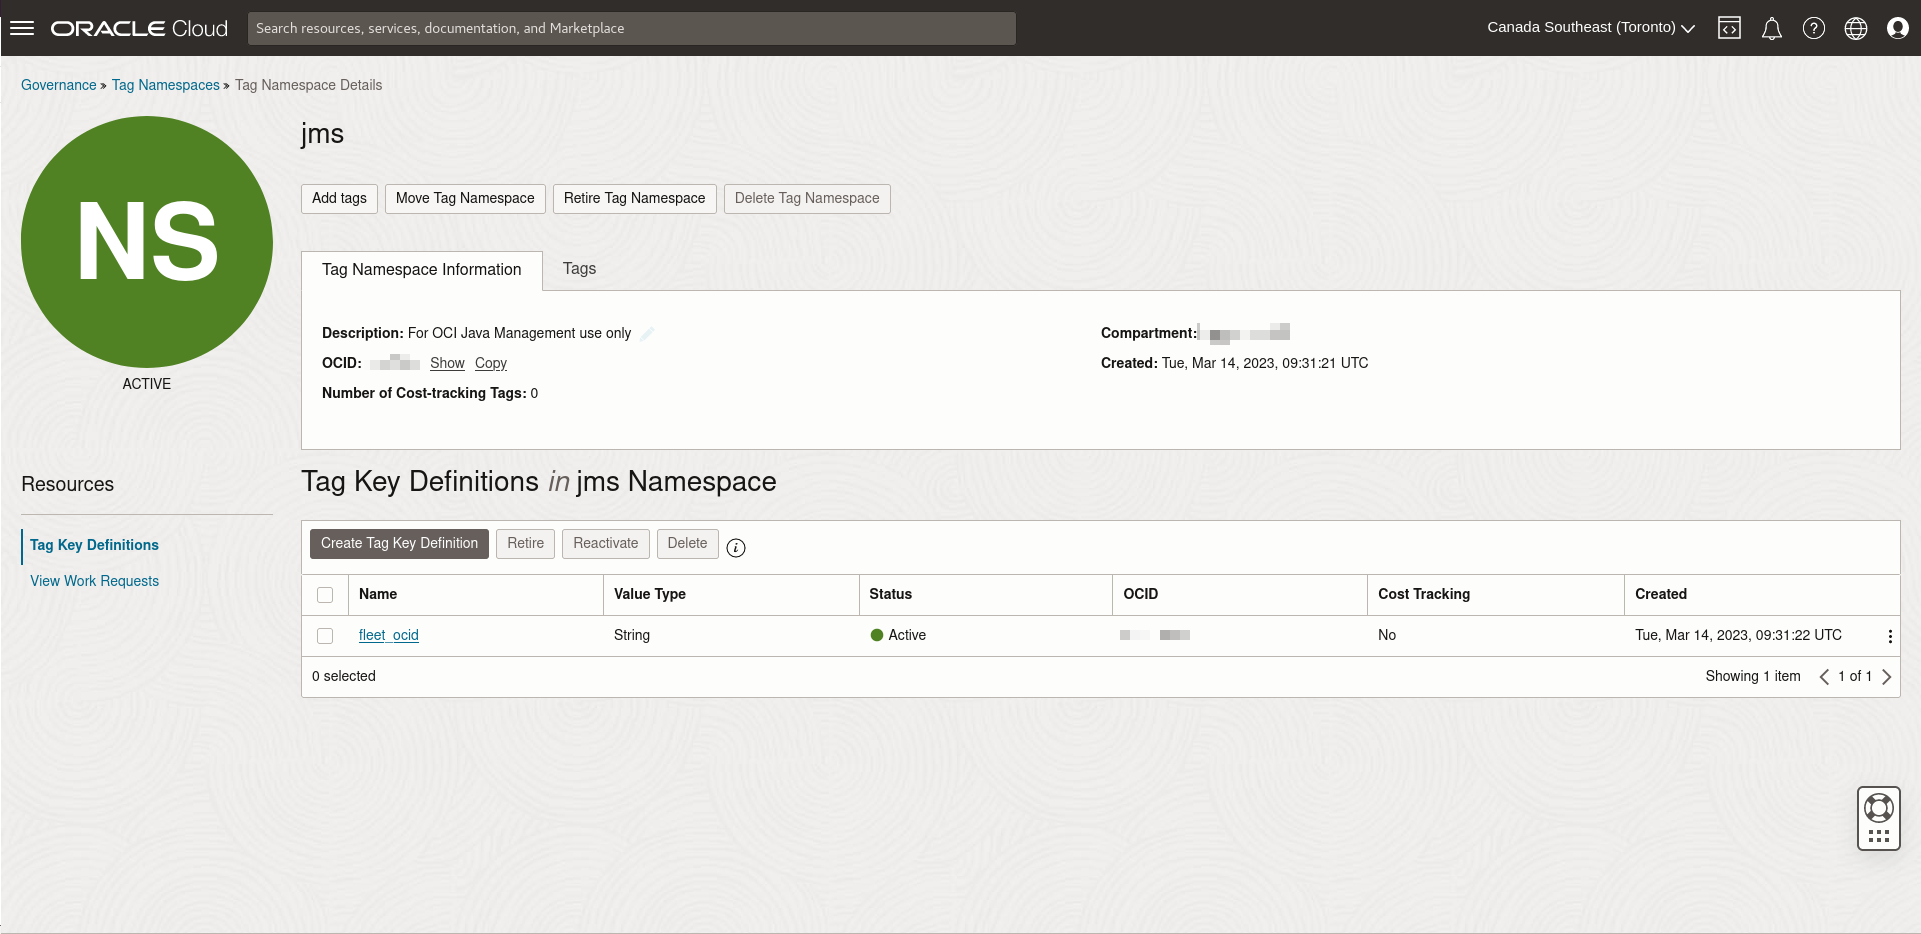 ORACLE Cloud
Search resources, services, documentation, and Marketplace
Canada Southeast (Toronto)
Governance » Tag Namespaces » Tag Namespace Details
NS
ACTIVE
jms
Add tags Move Tag Namespace Retire Tag Namespace Delete Tag Namespace
Tag Namespace Information Tags
Description: For OCI Java Management use only
OCID: Show Copy
Number of Cost-tracking Tags: 0
Compartment:
Created: Tue, Mar 14, 2023, 09:31:21 UTC
Resources
Tag Key Definitions
View Work Requests
Tag Key Definitions in jms Namespace
Create Tag Key Definition Retire Reactivate Delete
Name Value Type Status OCID Cost Tracking Created
fleet_ocid String Active No Tue, Mar 14, 2023, 09:31:22 UTC
0 selected
Showing 1 item 1 of 1